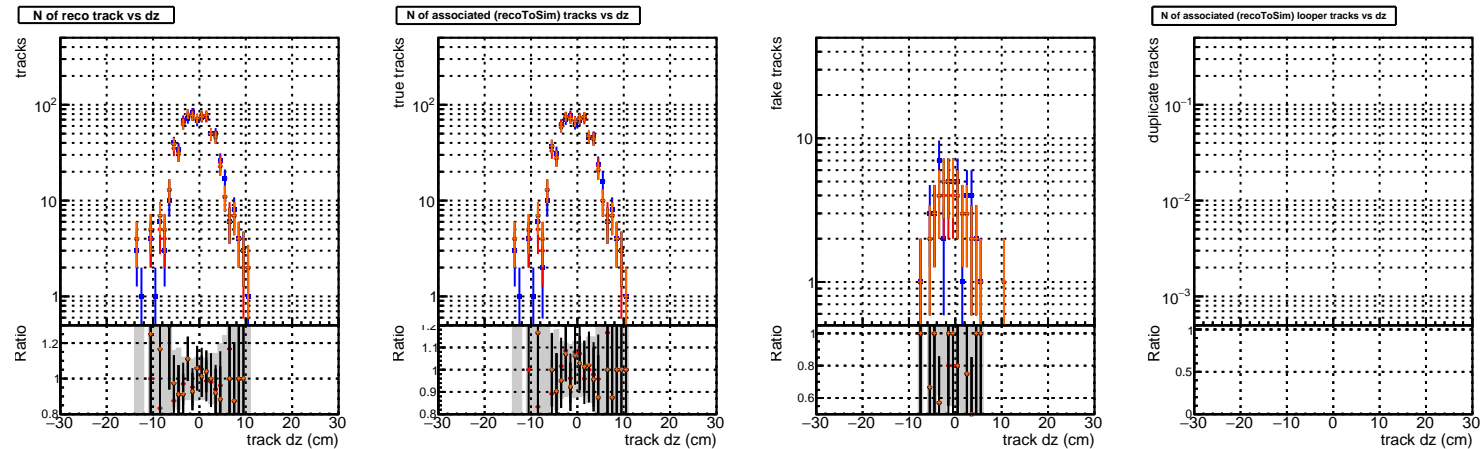 N of reco track vs dz
tracks
10²
10
1
Ratio
1.2
1
0.8
−30 −20 −10 0 10 20 30
track dz (cm)
N of associated (recoToSim) tracks vs dz
true tracks
10²
10
1
Ratio
1.2
1.1
1
0.9
0.8
−30 −20 −10 0 10 20 30
track dz (cm)
fake tracks
10
1
Ratio
1
0.8
0.6
−30 −20 −10 0 10 20 30
track dz (cm)
N of associated (recoToSim) looper tracks vs dz
duplicate tracks
10⁻¹
10⁻²
10⁻³
Ratio
1
0.5
0
−30 −20 −10 0 10 20 30
track dz (cm)